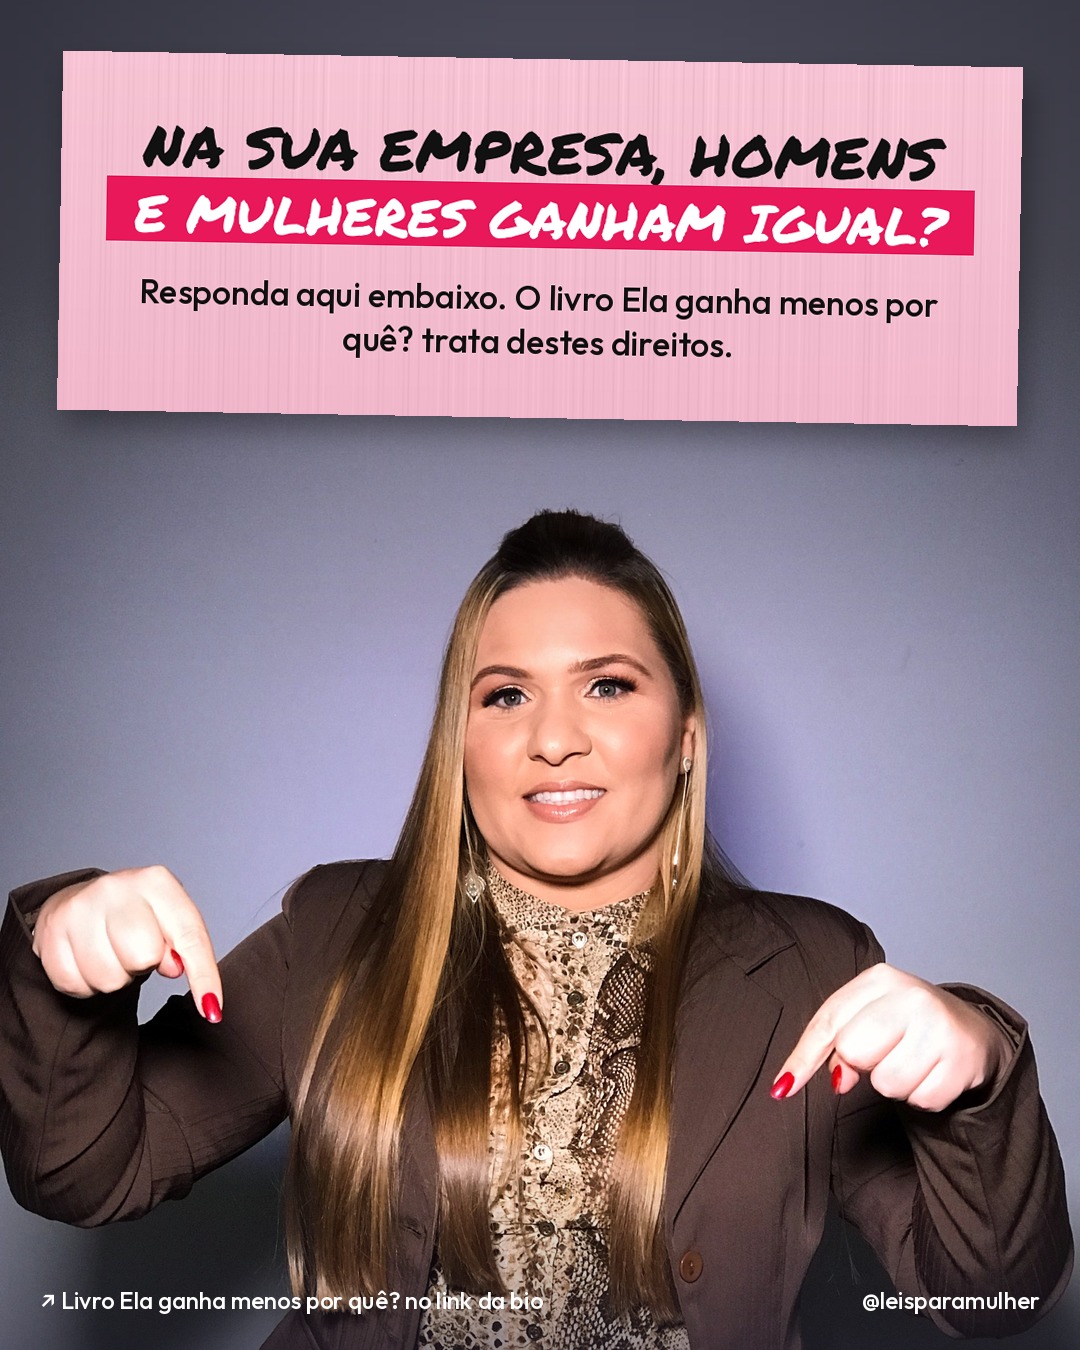 NA SUA EMPRESA, HOMENS
E MULHERES GANHAM IGUAL?
Responda aqui embaixo. O livro Ela ganha menos por
quê? trata destes direitos.
↗ Livro Ela ganha menos por quê? no link da bio
@leisparamulher